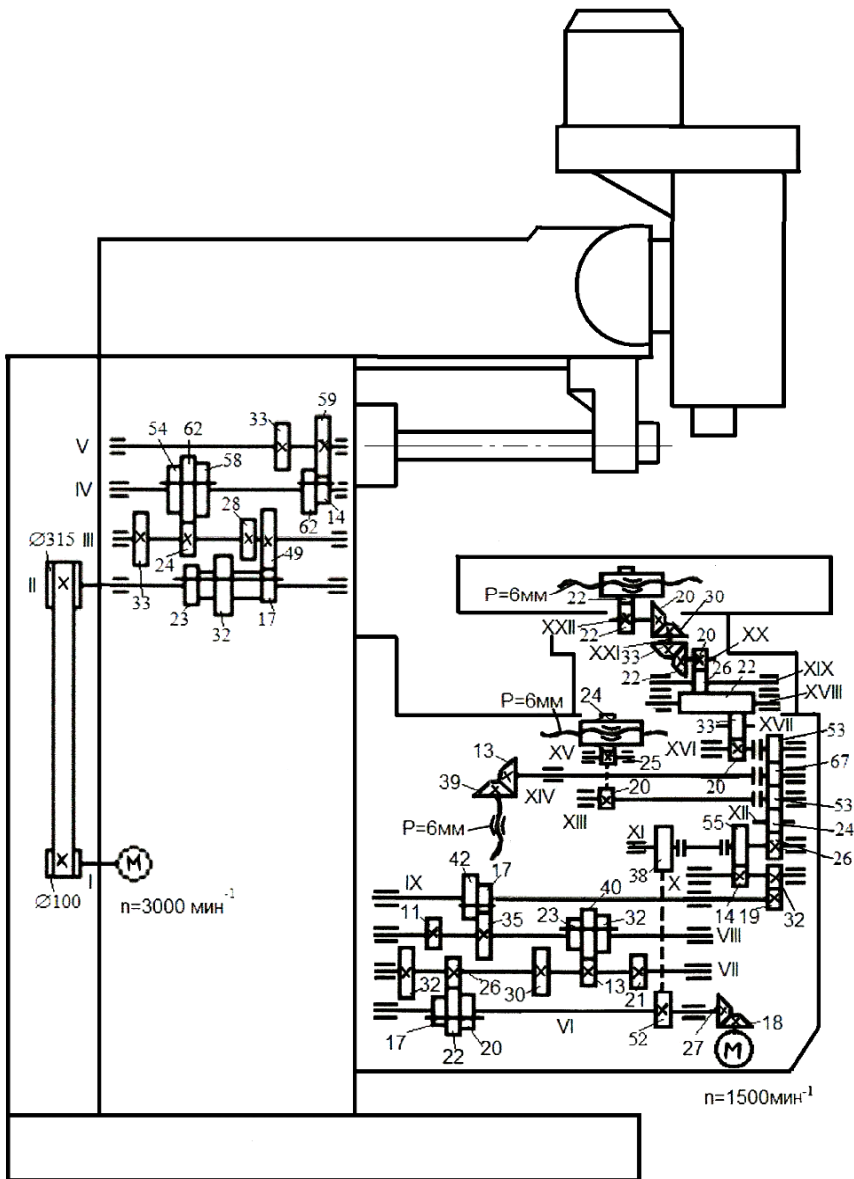 59
33
62
54
58
V
IV
62
14
28
Ø315
III
24
49
II
33
23
32
17
P=6мм
22
20
30
XXII
22
20
XX
XXI
33
26
XIX
22
22
XVIII
24
P=6мм
33
XVII
53
13
XV
XVI
67
25
20
39
XIV
20
53
XIII
XII
P=6мм
55
24
XI
38
26
Ø100
I
М
42
17
X
n=3000 мин⁻¹
IX
40
14
19
32
11
35
23
32
VIII
VII
32
26
30
13
21
17
22
20
VI
52
27
18
М
n=1500мин⁻¹